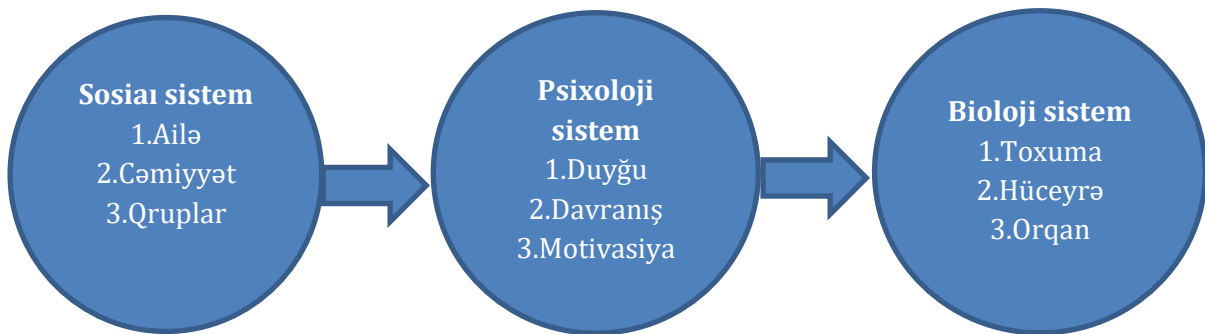 Sosiaı sistem
1.Ailə
2.Cəmiyyət
3.Qruplar
Psixoloji
sistem
1.Duyğu
2.Davranış
3.Motivasiya
Bioloji sistem
1.Toxuma
2.Hüceyrə
3.Orqan